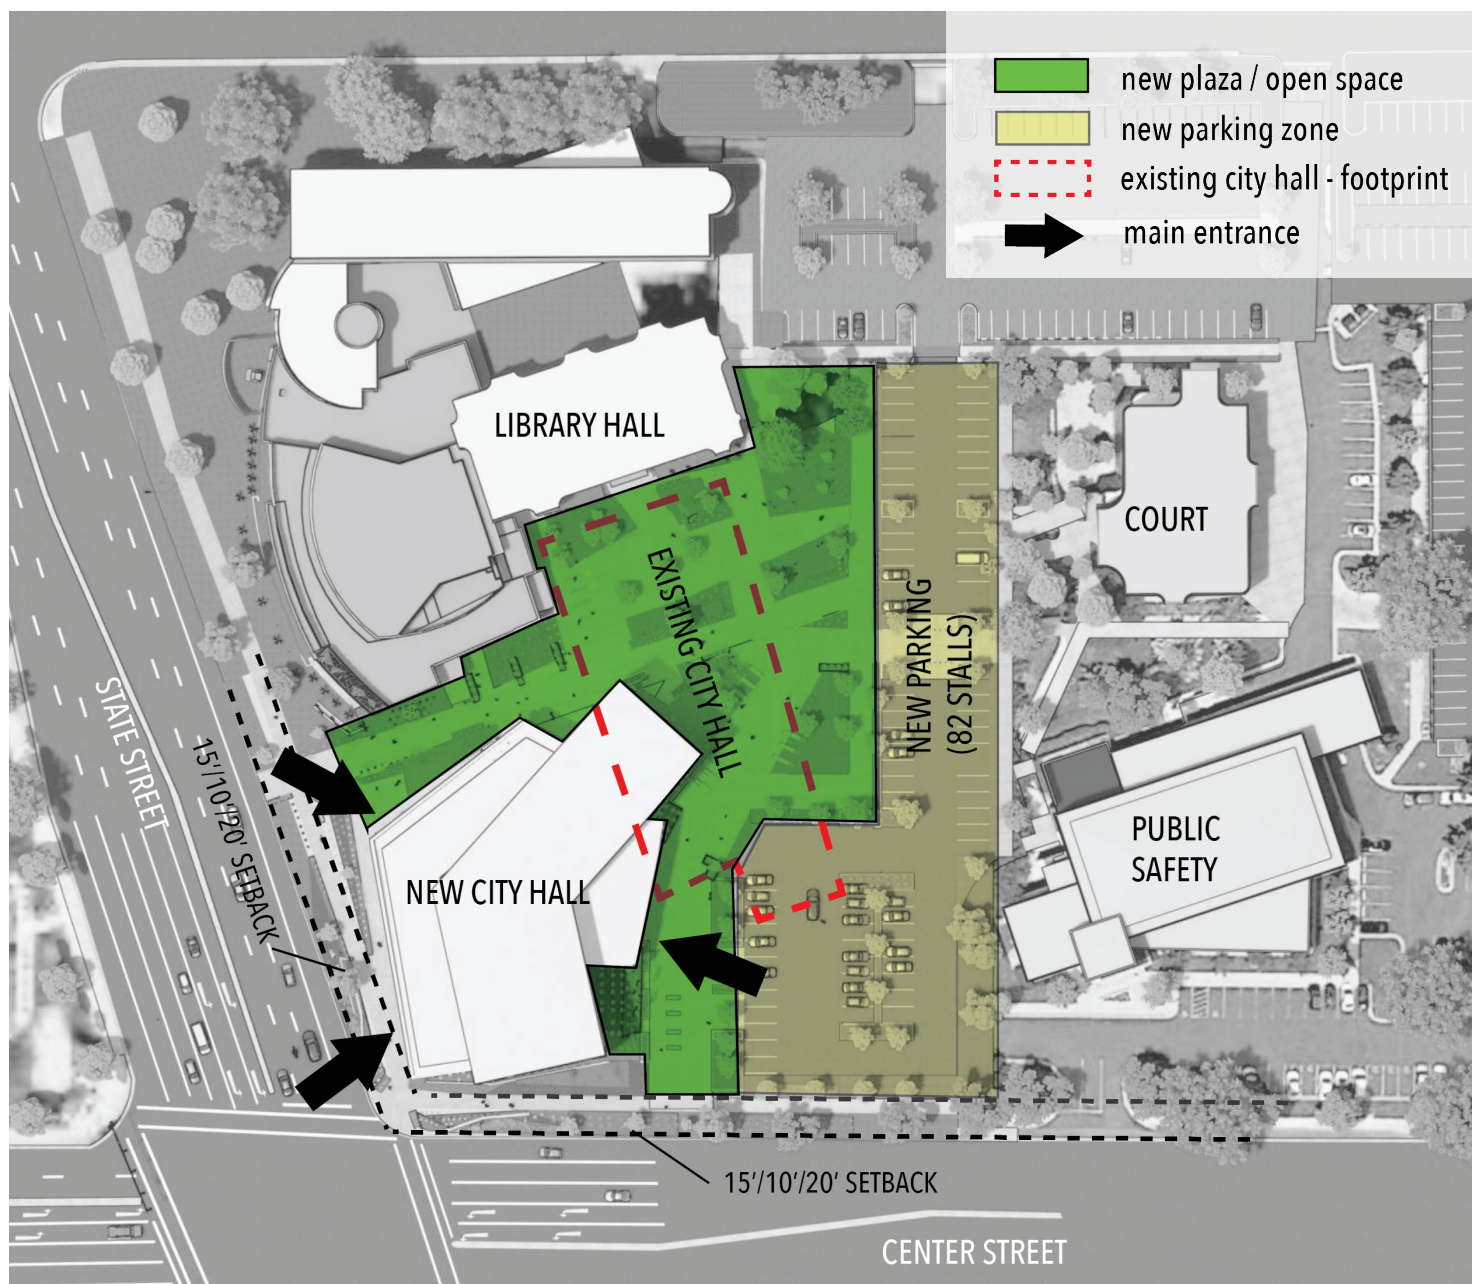 new plaza / open space
new parking zone
existing city hall - footprint
main entrance
LIBRARY HALL
COURT
EXISTING CITY HALL
NEW PARKING
(82 STALLS)
STATE STREET
15'/10'/20' SETBACK
PUBLIC
SAFETY
NEW CITY HALL
15'/10'/20' SETBACK
CENTER STREET